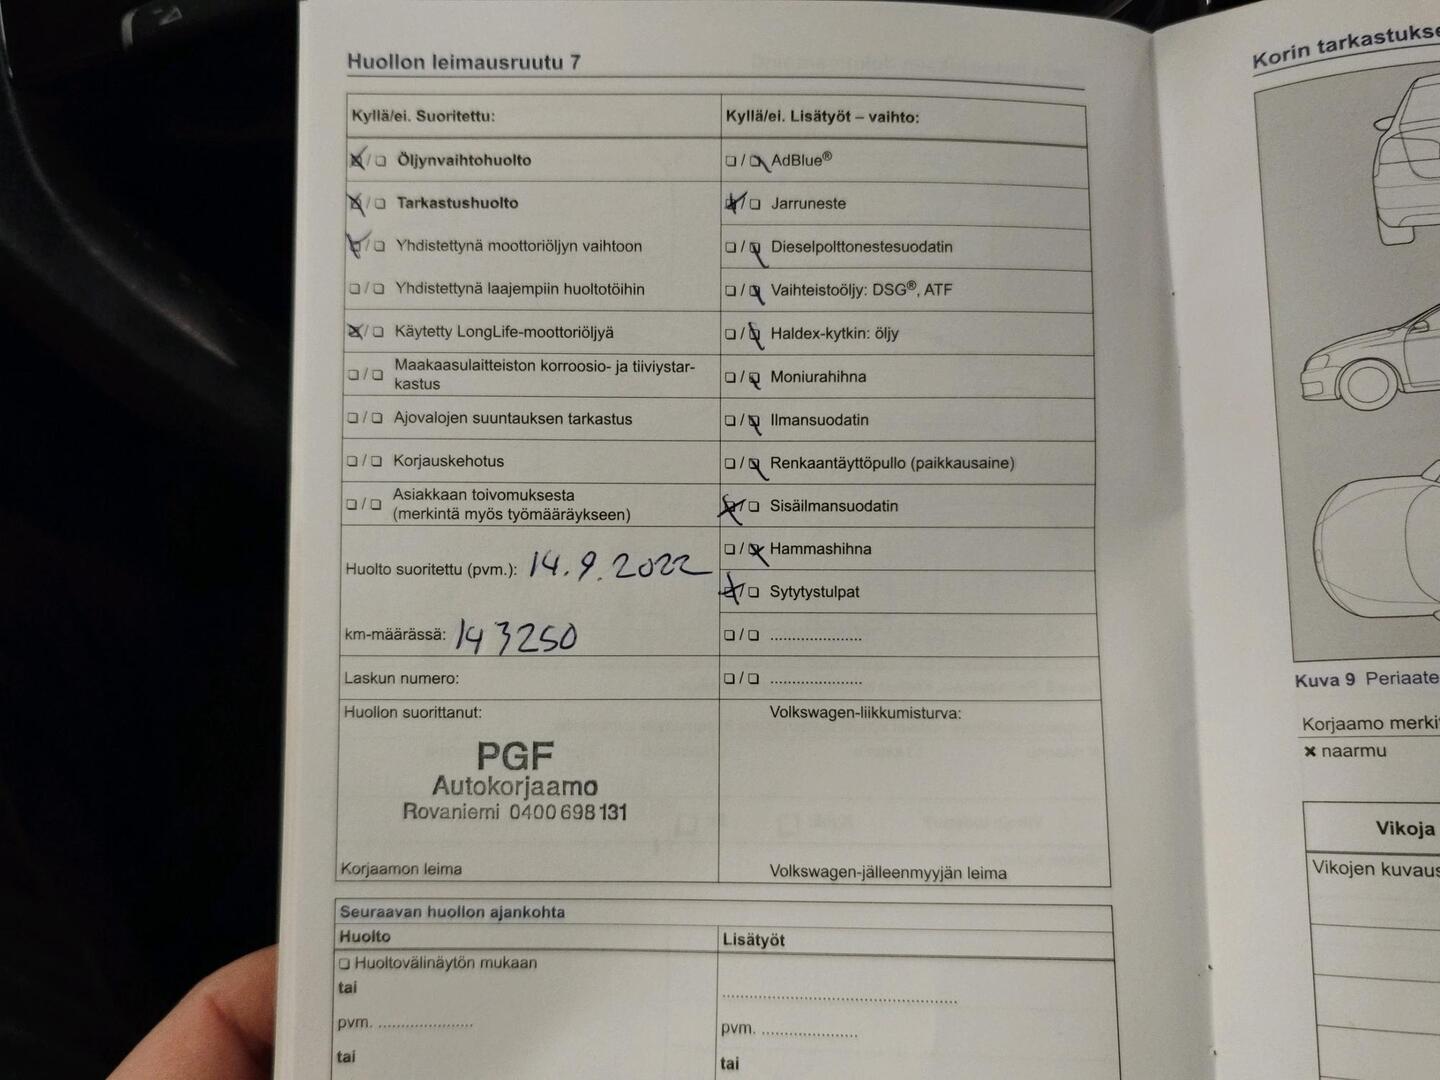 Huollon leimausruutu 7
Kyllä/ei. Suoritettu:
Öljynvaihtohuolto
Tarkastushuolto
Yhdistettynä moottoriöljyn vaihtoon
Yhdistettynä laajempiin huoltotöihin
Käytetty LongLife-moottoriöljyä
Maakaasulaitteiston korroosio- ja tiiviystar-
kastus
Ajovalojen suuntauksen tarkastus
Korjauskehotus
Asiakkaan toivomuksesta
(merkintä myös työmääräykseen)
Huolto suoritettu (pvm.): 14.9.2022
km-määrässä: 143250
Laskun numero:
Huollon suorittanut:
PGF
Autokorjaamo
Rovaniemi 0400 698 131
Korjaamon leima
Kyllä/ei. Lisätyöt – vaihto:
AdBlue®
Jarruneste
Dieselpolttonestesuodatin
Vaihteistoöljy: DSG®, ATF
Haldex-kytkin: öljy
Moniurahihna
Ilmansuodatin
Renkaantäyttöpullo (paikkausaine)
Sisäilmansuodatin
Hammashihna
Sytytystulpat
Volkswagen-liikkumisturva:
Volkswagen-jälleenmyyjän leima
Seuraavan huollon ajankohta
Huolto
Huoltovälinäytön mukaan
tai
pvm.
tai
Lisätyöt
pvm.
tai
Korin tarkastukse
Kuva 9 Periaate
Korjaamo merki
✖ naarmu
Vikoja
Vikojen kuvaus